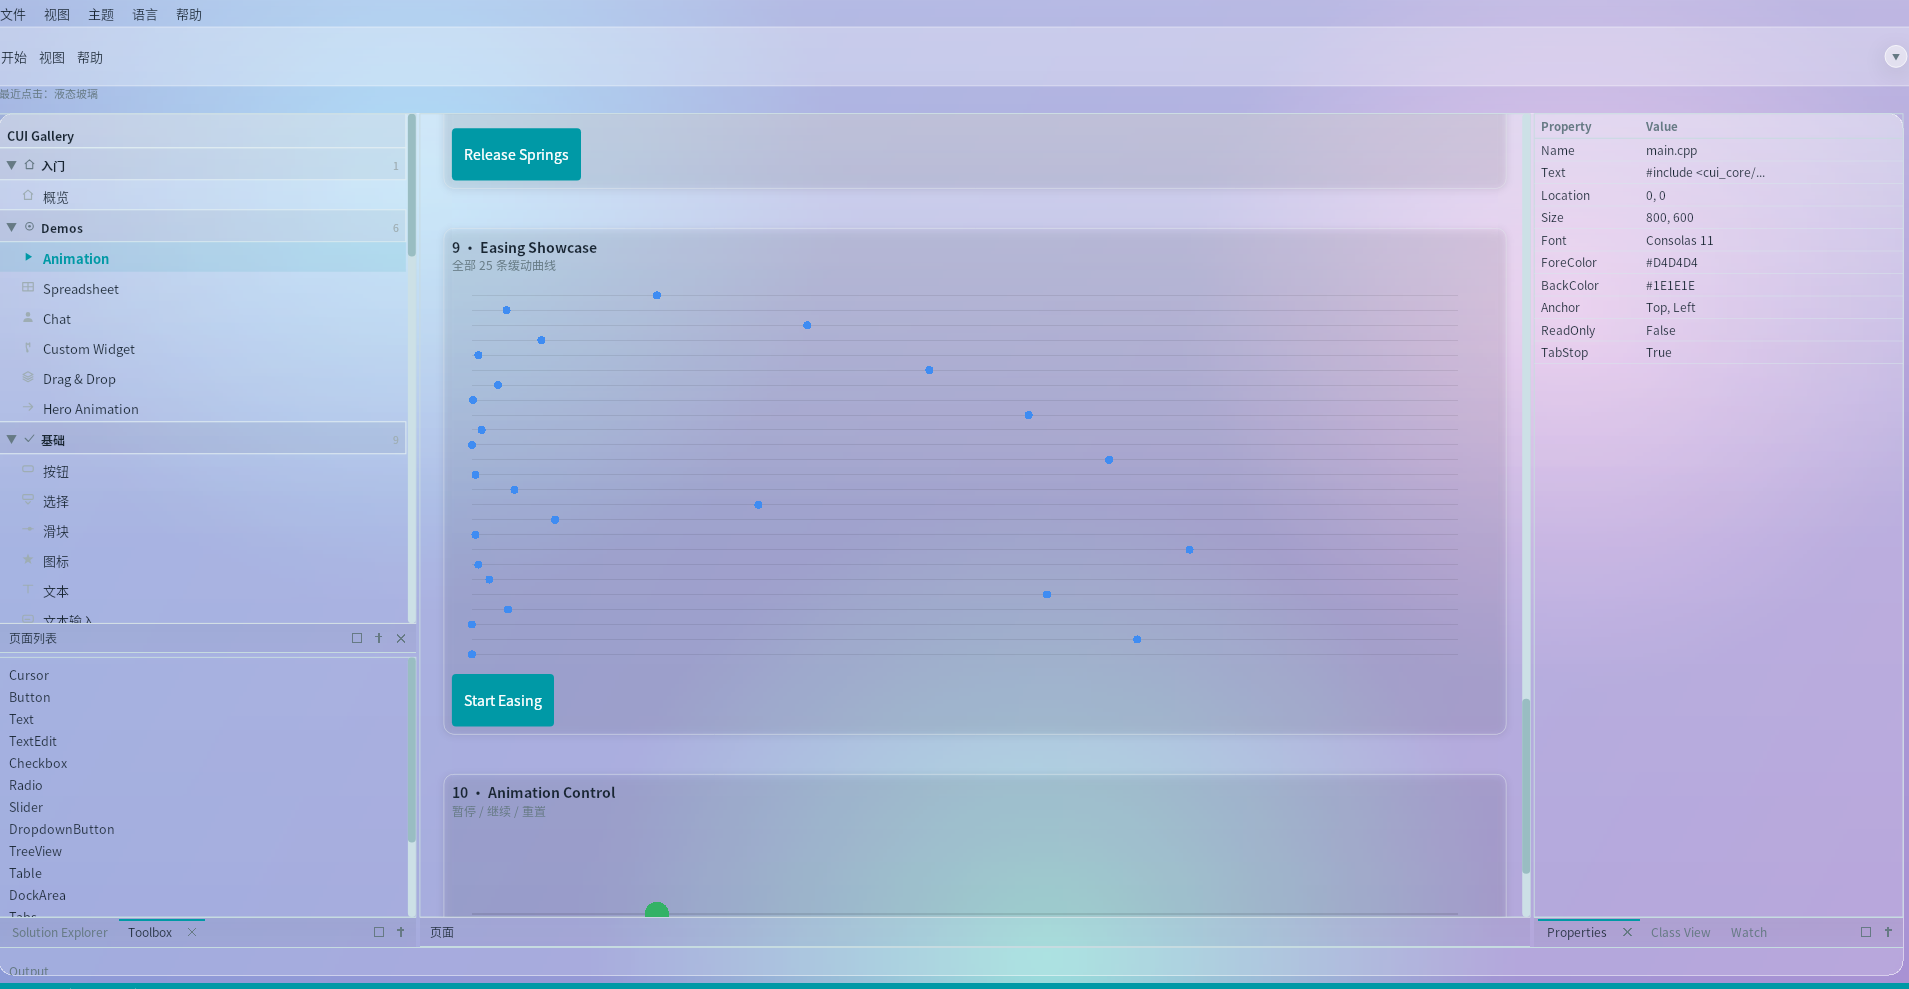 文件 视图 主题 语言 帮助
开始 视图 帮助
最近点击：液态玻璃
CUI Gallery
入门 1
概览
Demos 6
Animation
Spreadsheet
Chat
Custom Widget
Drag & Drop
Hero Animation
基础 9
按钮
选择
滑块
图标
文本
文本输入
页面列表
Cursor
Button
Text
TextEdit
Checkbox
Radio
Slider
DropdownButton
TreeView
Table
DockArea
Tabs
Solution Explorer Toolbox
Output
Release Springs
9 • Easing Showcase
全部 25 条缓动曲线
Start Easing
10 • Animation Control
暂停 / 继续 / 重置
页面
Property Value
Name main.cpp
Text #include <cui_core/...
Location 0, 0
Size 800, 600
Font Consolas 11
ForeColor #D4D4D4
BackColor #1E1E1E
Anchor Top, Left
ReadOnly False
TabStop True
Properties Class View Watch